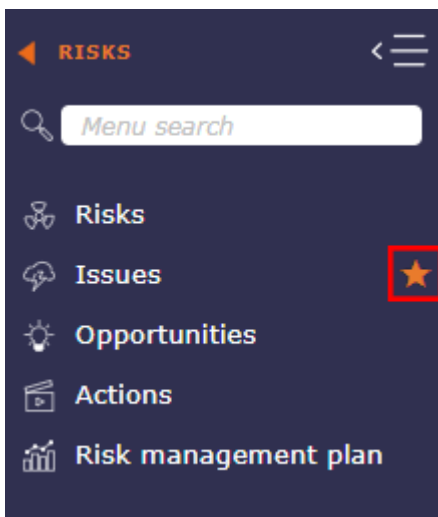 RISKS
Menu search
Risks
Issues
Opportunities
Actions
Risk management plan